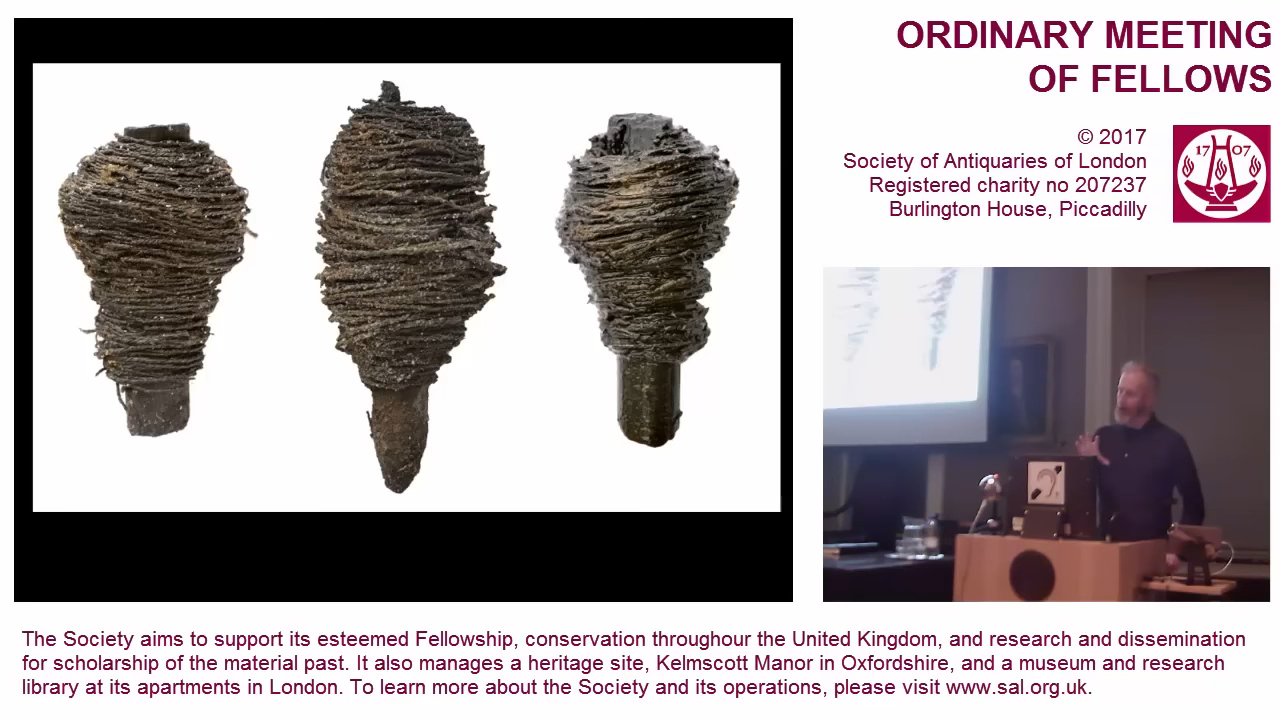 ORDINARY MEETING
OF FELLOWS
© 2017
Society of Antiquaries of London
Registered charity no 207237
Burlington House, Piccadilly
17 07
The Society aims to support its esteemed Fellowship, conservation throughour the United Kingdom, and research and dissemination
for scholarship of the material past. It also manages a heritage site, Kelmscott Manor in Oxfordshire, and a museum and research
library at its apartments in London. To learn more about the Society and its operations, please visit www.sal.org.uk.